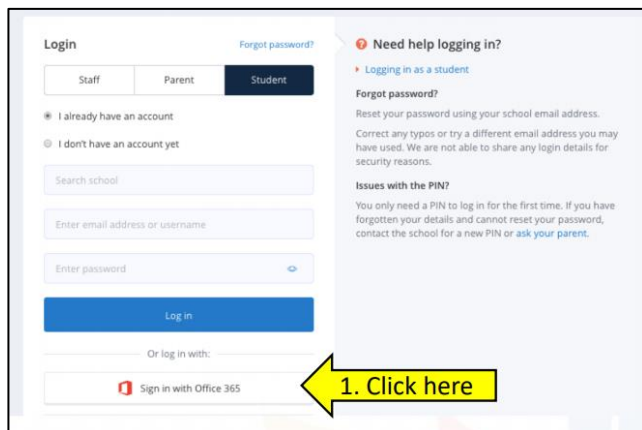 Login
Forgot password?
Staff
Parent
Student
I already have an account
I don't have an account yet
Search school
Enter email address or username
Enter password
Log in
Or log in with:
Sign in with Office 365
1. Click here
Need help logging in?
Logging in as a student
Forgot password?
Reset your password using your school email address.
Correct any typos or try a different email address you may
have used. We are not able to share any login details for
security reasons.
Issues with the PIN?
You only need a PIN to log in for the first time. If you have
forgotten your details and cannot reset your password,
contact the school for a new PIN or ask your parent.